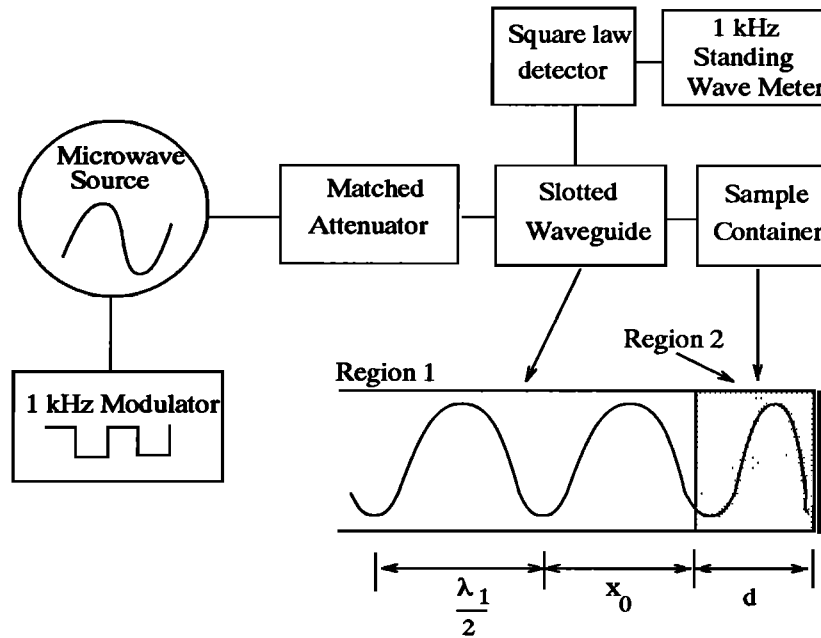 Square law
detector
1 kHz
Standing
Wave Meter
Microwave
Source
Matched
Attenuator
Slotted
Waveguide
Sample
Container
1 kHz Modulator
Region 1
Region 2
λ1
2
x0
d